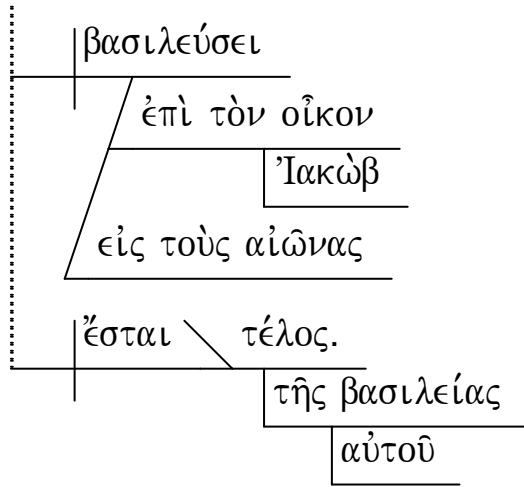 βασιλεύσει
ἐπὶ τὸν οἶκον
Ἰακὼβ
εἰς τοὺς αἰῶνας
ἔσται τέλος.
τῆς βασιλείας
αὐτοῦ